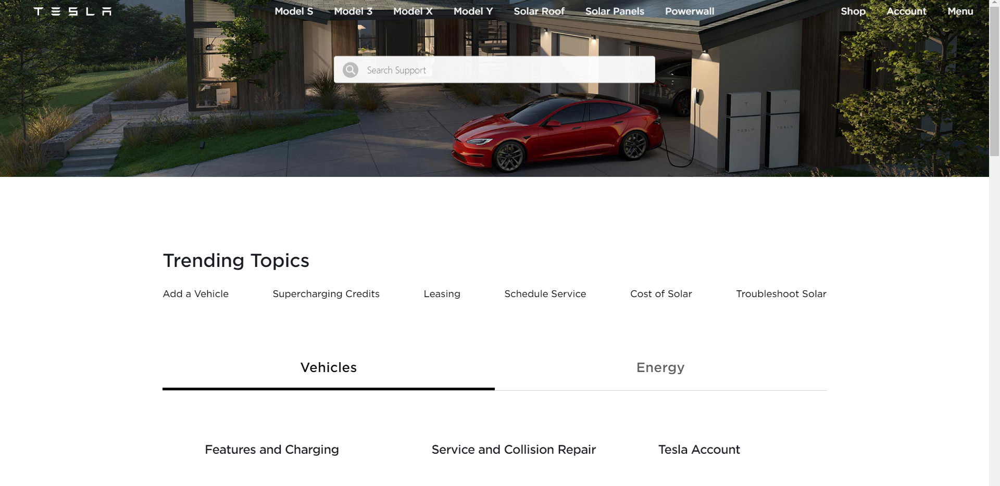 TESLA
Model S Model 3 Model X Model Y Solar Roof Solar Panels Powerwall Shop Account Menu
Search Support
TESLA TESLA
Trending Topics
Add a Vehicle Supercharging Credits Leasing Schedule Service Cost of Solar Troubleshoot Solar
Vehicles Energy
Features and Charging Service and Collision Repair Tesla Account